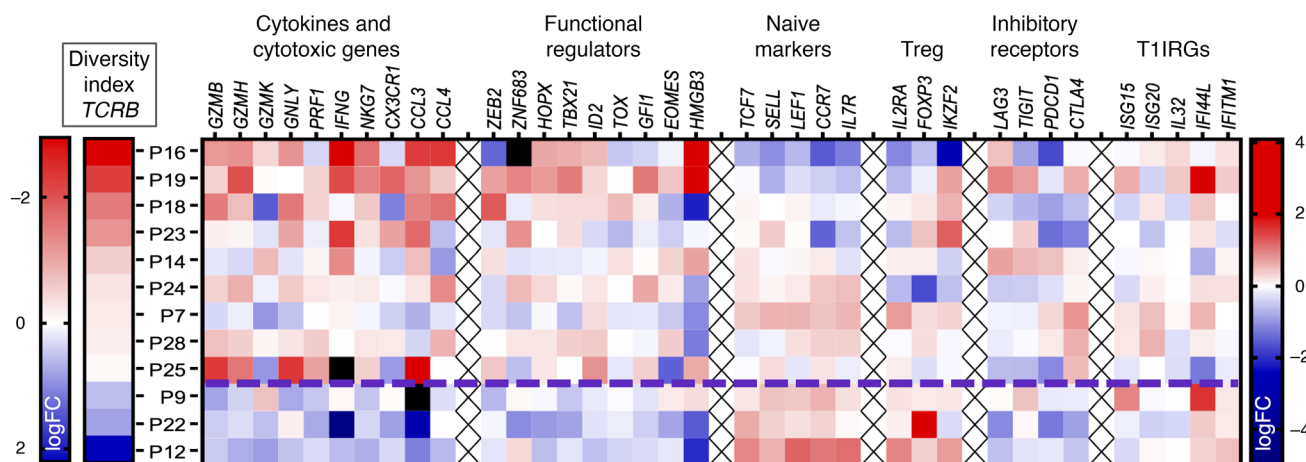 Cytokines and
cytotoxic genes
Functional
regulators
Naive
markers
Treg
Inhibitory
receptors
T1IRGs
Diversity
index
TCRB
GZMB
GZMH
GZMK
GNLY
PRF1
IFNG
NKG7
CX3CR1
CCL3
CCL4
ZEB2
ZNF683
HOPX
TBX21
ID2
TOX
GFI1
EOMES
HMGB3
TCF7
SELL
LEF1
CCR7
IL7R
IL2RA
FOXP3
IKZF2
LAG3
TIGIT
PDCD1
CTLA4
ISG15
ISG20
IL32
IFI44L
IFITM1
−2
0
2
logFC
P16
P19
P18
P23
P14
P24
P7
P28
P25
P9
P22
P12
4
2
0
−2
−4
logFC